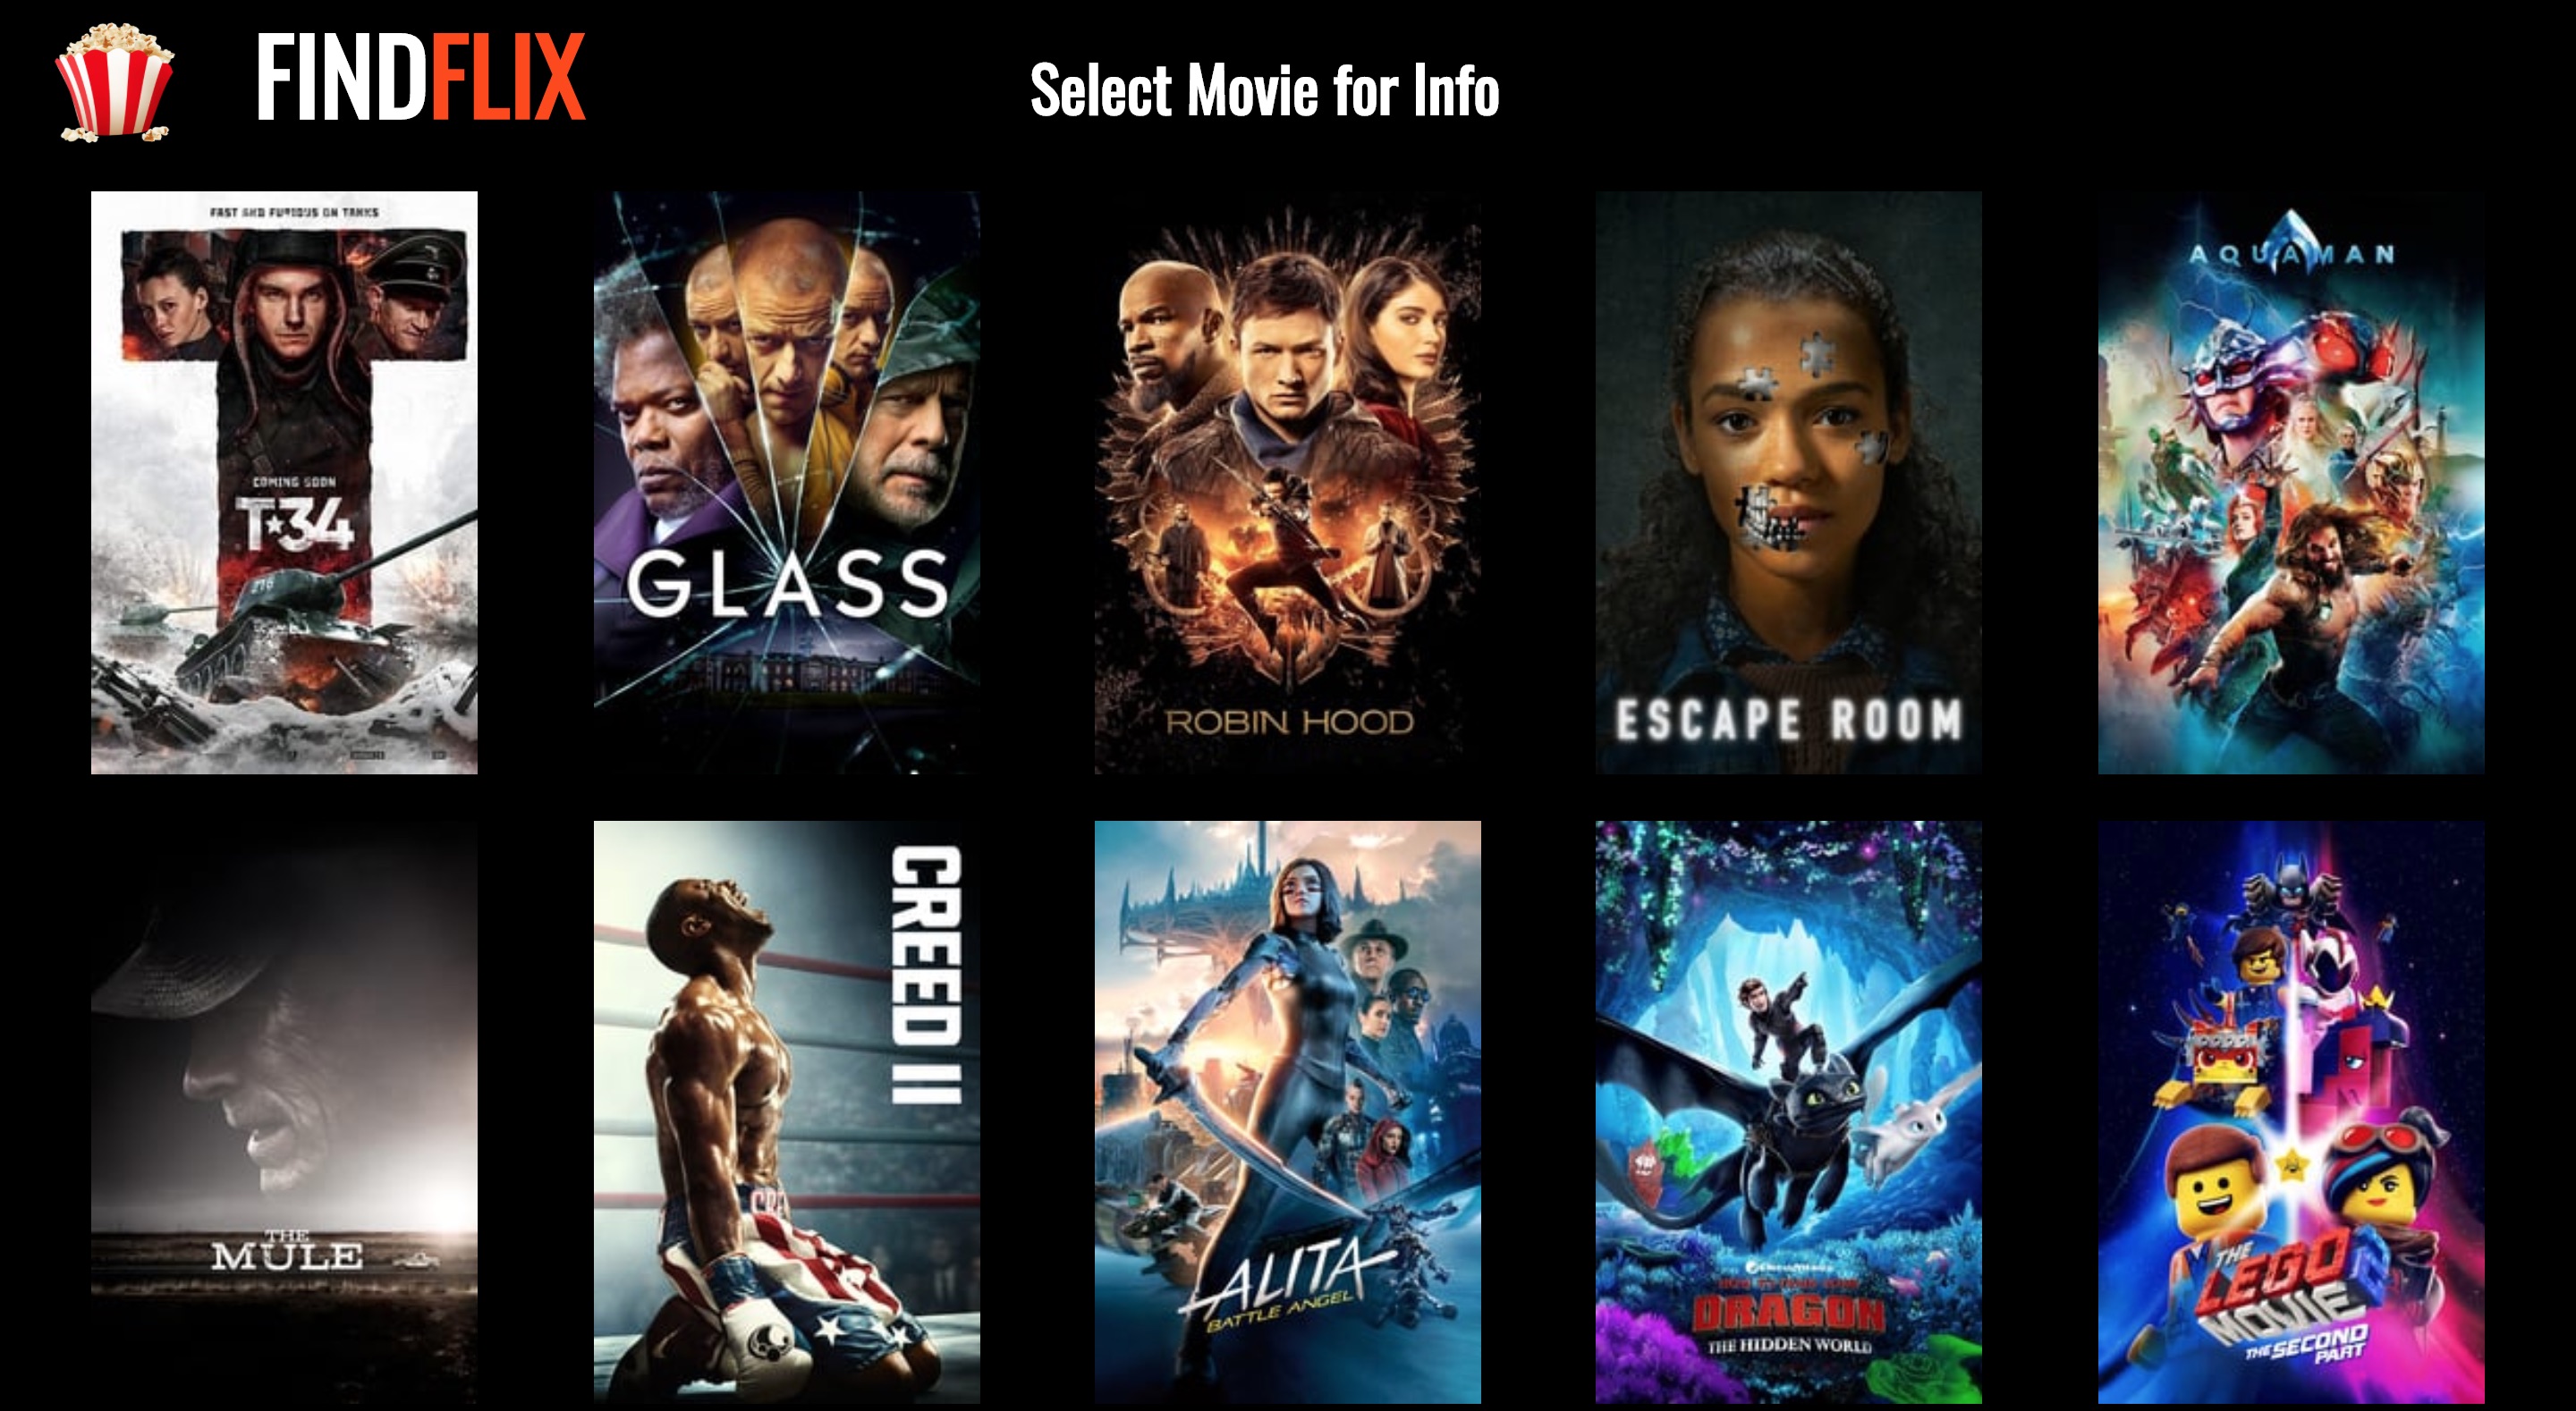 FINDFLIX
Select Movie for Info
FAST AND FURIOUS ON TANKS
COMING SOON
T★34
GLASS
ROBIN HOOD
ESCAPE ROOM
AQUAMAN
THE
MULE
CREED II
ALITA
BATTLE ANGEL
DRAGON
THE HIDDEN WORLD
THE
LEGO
MOVIE 2
THE SECOND
PART